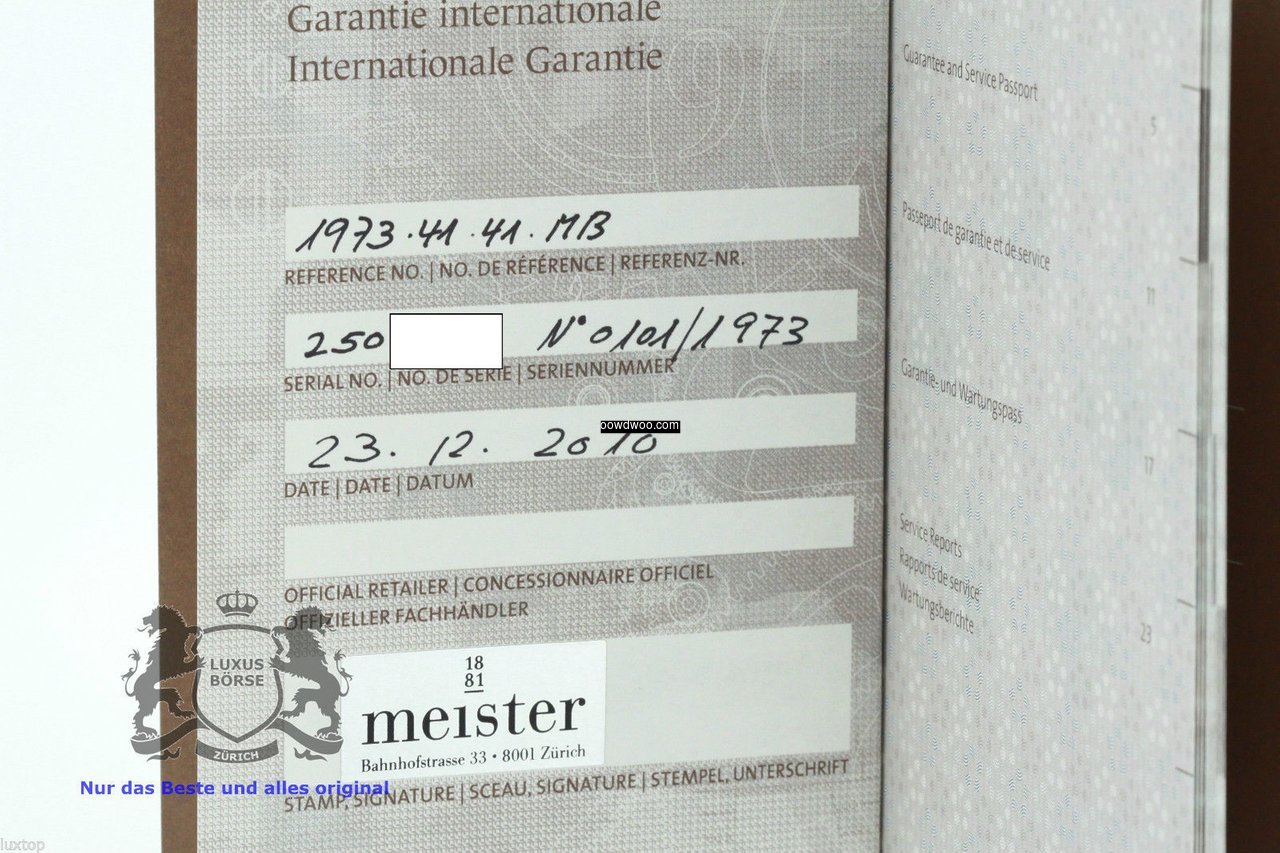 Garantie internationale
Internationale Garantie
1973.41.41.MB
REFERENCE NO. | NO. DE RÉFÉRENCE | REFERENZ-NR.
250 N° 0101/1973
SERIAL NO. | NO. DE SÉRIE | SERIENNUMMER
23. 12. 2010
oowdwoo.com
DATE | DATE | DATUM
OFFICIAL RETAILER | CONCESSIONNAIRE OFFICIEL
OFFIZIELLER FACHHÄNDLER
18
81
meister
Bahnhofstrasse 33 • 8001 Zürich
STAMP, SIGNATURE | SCEAU, SIGNATURE | STEMPEL, UNTERSCHRIFT
LUXUS
BÖRSE
ZÜRICH
Nur das Beste und alles original
luxtop
Guarantee and Service Passport
5
Passeport de garantie et de service
11
Garantie- und Wartungspass
17
Service Reports
Rapports de service
Wartungsberichte
23